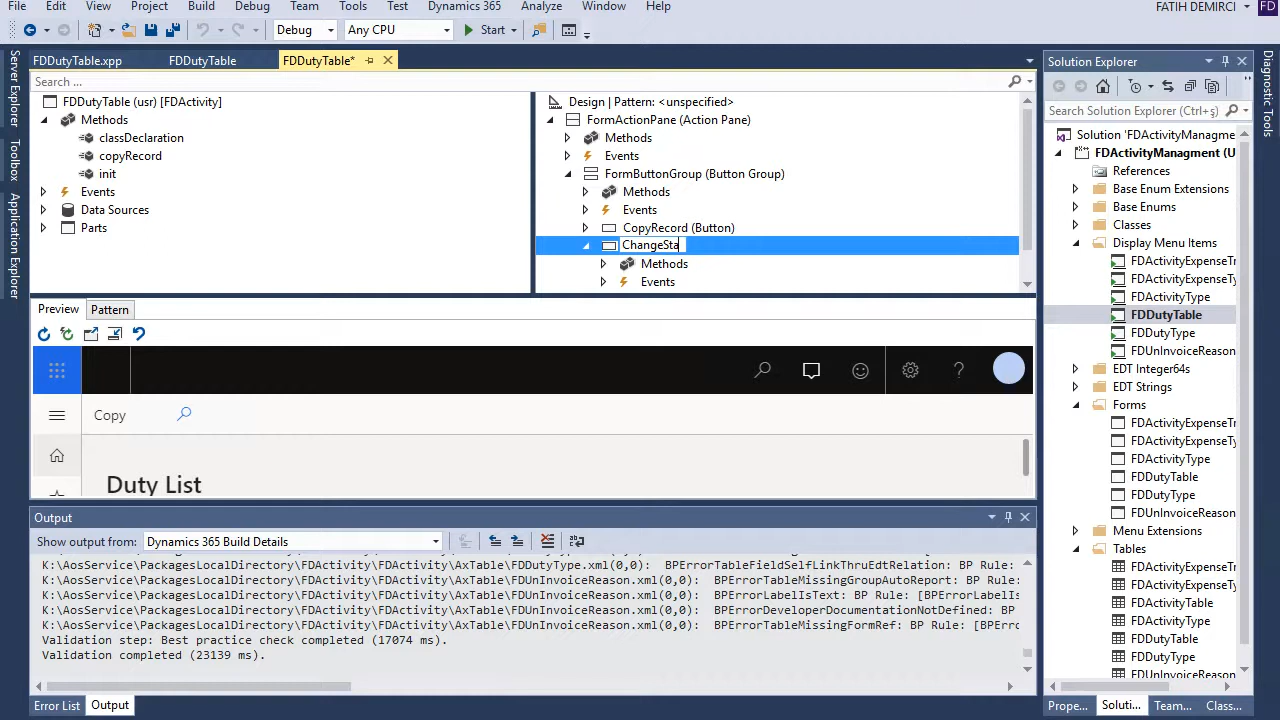 File Edit View Project Build Debug Team Tools Test Dynamics 365 Analyze Window Help FATIH DEMIRCI FD
Debug Any CPU Start
Server Explorer
Toolbox
Application Explorer
FDDutyTable.xpp FDDutyTable FDDutyTable*
Search ...
FDDutyTable (usr) [FDActivity]
Methods
classDeclaration
copyRecord
init
Events
Data Sources
Parts
Design | Pattern: <unspecified>
FormActionPane (Action Pane)
Methods
Events
FormButtonGroup (Button Group)
Methods
Events
CopyRecord (Button)
ChangeSta
Methods
Events
Preview Pattern
Copy
Duty List
Output
Show output from: Dynamics 365 Build Details
K:\AosService\PackagesLocalDirectory\FDActivity\FDActivity\AxTable\FDDutyType.xml(0,0): BPErrorTableFieldSelfLinkThruEdtRelation: BP Rule:
K:\AosService\PackagesLocalDirectory\FDActivity\FDActivity\AxTable\FDUnInvoiceReason.xml(0,0): BPErrorTableMissingGroupAutoReport: BP Rule:
K:\AosService\PackagesLocalDirectory\FDActivity\FDActivity\AxTable\FDUnInvoiceReason.xml(0,0): BPErrorLabelIsText: BP Rule: [BPErrorLabelIs
K:\AosService\PackagesLocalDirectory\FDActivity\FDActivity\AxTable\FDUnInvoiceReason.xml(0,0): BPErrorDeveloperDocumentationNotDefined: BP
K:\AosService\PackagesLocalDirectory\FDActivity\FDActivity\AxTable\FDUnInvoiceReason.xml(0,0): BPErrorTableMissingFormRef: BP Rule: [BPErro
Validation step: Best practice check completed (17074 ms).
Validation completed (23139 ms).
Error List Output
Solution Explorer
Search Solution Explorer (Ctrl+ş)
Solution 'FDActivityManagme
FDActivityManagment (U
References
Base Enum Extensions
Base Enums
Classes
Display Menu Items
FDActivityExpenseTr
FDActivityExpenseTy
FDActivityType
FDDutyTable
FDDutyType
FDUnInvoiceReason
EDT Integer64s
EDT Strings
Forms
FDActivityExpenseTr
FDActivityExpenseTy
FDActivityType
FDDutyTable
FDDutyType
FDUnInvoiceReason
Menu Extensions
Tables
FDActivityExpenseTr
FDActivityExpenseTy
FDActivityTable
FDActivityType
FDDutyTable
FDDutyType
FDUnInvoiceReason
Prope... Soluti... Team... Class...
Diagnostic Tools